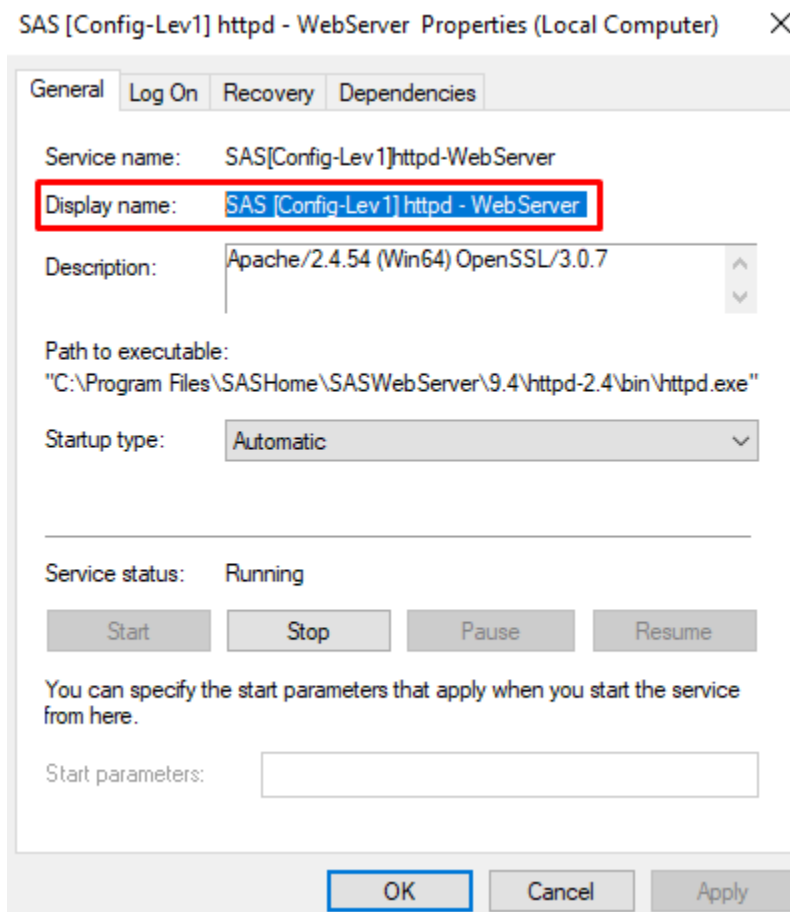 SAS [Config-Lev1] httpd - WebServer Properties (Local Computer)
General Log On Recovery Dependencies
Service name: SAS[Config-Lev1]httpd-WebServer
Display name: SAS [Config-Lev1] httpd - WebServer
Description: Apache/2.4.54 (Win64) OpenSSL/3.0.7
Path to executable:
"C:\Program Files\SASHome\SASWebServer\9.4\httpd-2.4\bin\httpd.exe"
Startup type: Automatic
Service status: Running
Start Stop Pause Resume
You can specify the start parameters that apply when you start the service
from here.
Start parameters:
OK Cancel Apply